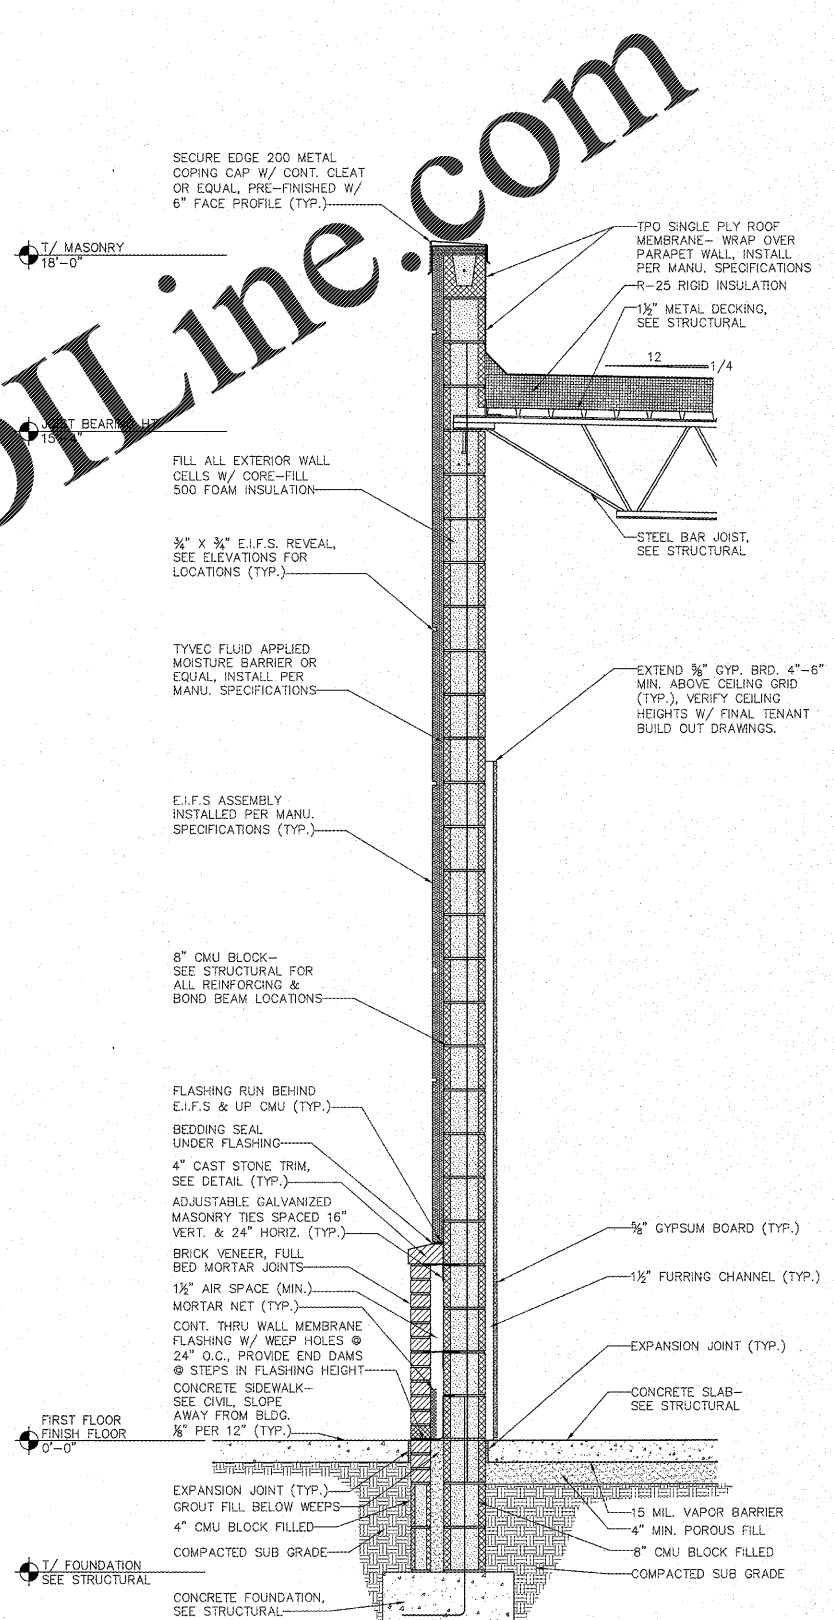 OILine.com
SECURE EDGE 200 METAL
COPING CAP W/ CONT. CLEAT
OR EQUAL, PRE-FINISHED W/
6" FACE PROFILE (TYP.)
T/ MASONRY
18'-0"
TPO SINGLE PLY ROOF
MEMBRANE- WRAP OVER
PARAPET WALL, INSTALL
PER MANU. SPECIFICATIONS
R-25 RIGID INSULATION
1½" METAL DECKING,
SEE STRUCTURAL
12
1/4
JOIST BEARING HT
15'-4"
FILL ALL EXTERIOR WALL
CELLS W/ CORE-FILL
500 FOAM INSULATION
¾" X ¾" E.I.F.S. REVEAL,
SEE ELEVATIONS FOR
LOCATIONS (TYP.)
STEEL BAR JOIST,
SEE STRUCTURAL
TYVEC FLUID APPLIED
MOISTURE BARRIER OR
EQUAL, INSTALL PER
MANU. SPECIFICATIONS
EXTEND ⅝" GYP. BRD. 4"-6"
MIN. ABOVE CEILING GRID
(TYP.), VERIFY CEILING
HEIGHTS W/ FINAL TENANT
BUILD OUT DRAWINGS.
E.I.F.S ASSEMBLY
INSTALLED PER MANU.
SPECIFICATIONS (TYP.)
8" CMU BLOCK-
SEE STRUCTURAL FOR
ALL REINFORCING &
BOND BEAM LOCATIONS
FLASHING RUN BEHIND
E.I.F.S & UP CMU (TYP.)
BEDDING SEAL
UNDER FLASHING
4" CAST STONE TRIM,
SEE DETAIL (TYP.)
ADJUSTABLE GALVANIZED
MASONRY TIES SPACED 16"
VERT. & 24" HORIZ. (TYP.)
BRICK VENEER, FULL
BED MORTAR JOINTS
1½" AIR SPACE (MIN.)
MORTAR NET (TYP.)
CONT. THRU WALL MEMBRANE
FLASHING W/ WEEP HOLES @
24" O.C., PROVIDE END DAMS
@ STEPS IN FLASHING HEIGHT
CONCRETE SIDEWALK-
SEE CIVIL, SLOPE
AWAY FROM BLDG.
⅛" PER 12" (TYP.)
⅝" GYPSUM BOARD (TYP.)
1½" FURRING CHANNEL (TYP.)
EXPANSION JOINT (TYP.)
CONCRETE SLAB-
SEE STRUCTURAL
FIRST FLOOR
FINISH FLOOR
0'-0"
EXPANSION JOINT (TYP.)
GROUT FILL BELOW WEEPS
4" CMU BLOCK FILLED
COMPACTED SUB GRADE
15 MIL. VAPOR BARRIER
4" MIN. POROUS FILL
8" CMU BLOCK FILLED
COMPACTED SUB GRADE
T/ FOUNDATION
SEE STRUCTURAL
CONCRETE FOUNDATION,
SEE STRUCTURAL